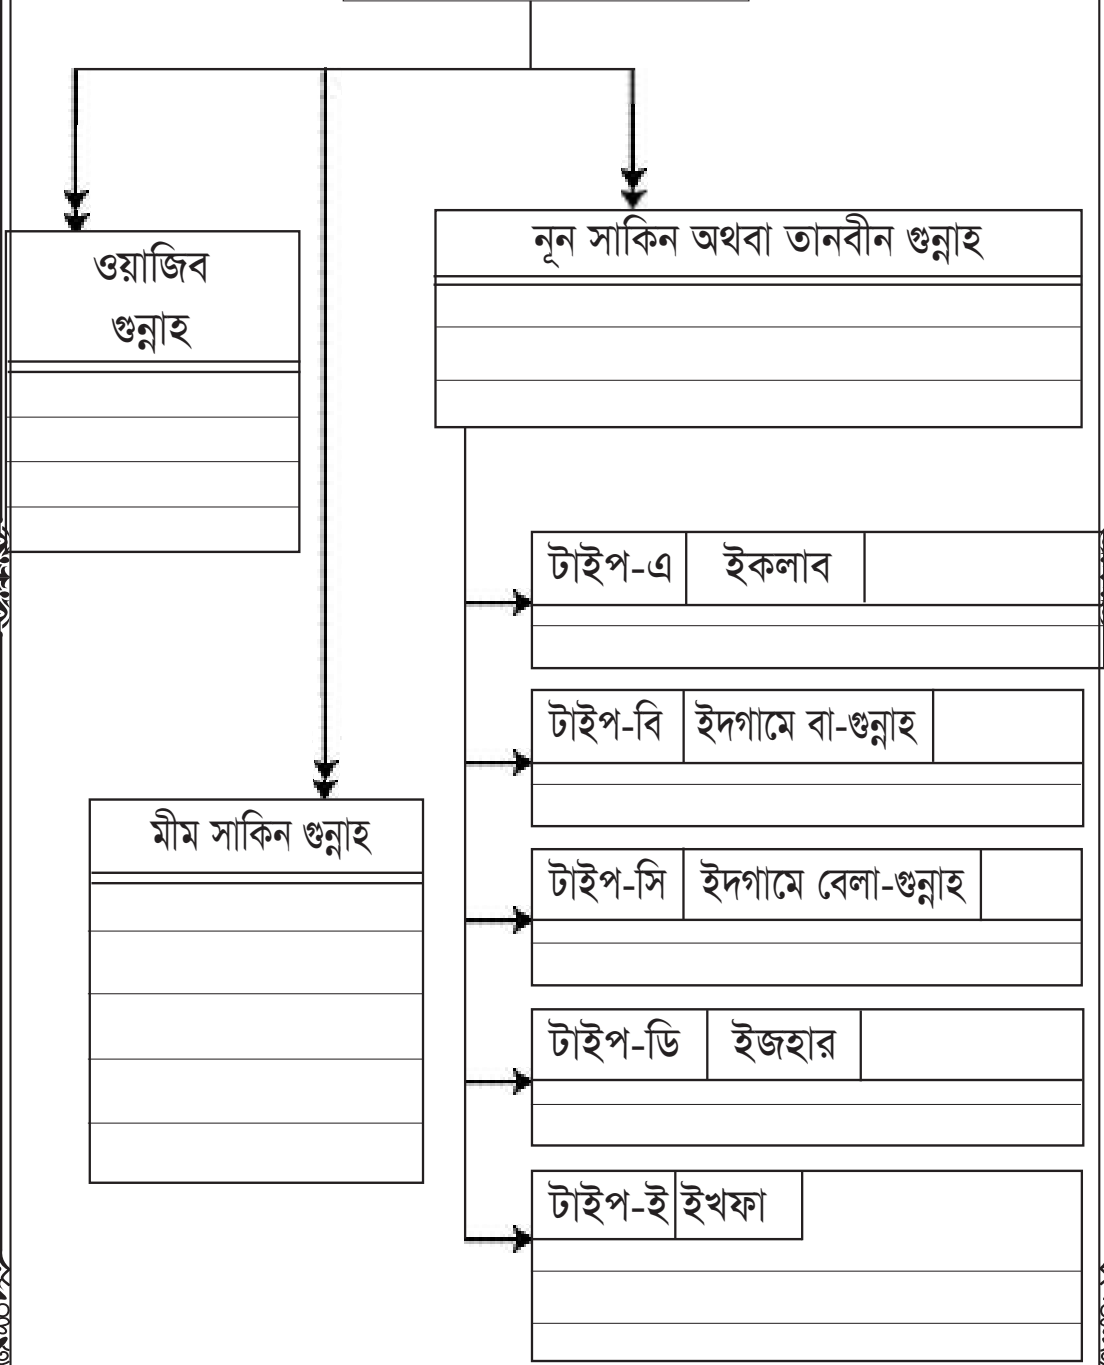 ওয়াজিব
গুন্নাহ
নূন সাকিন অথবা তানবীন গুন্নাহ
টাইপ-এ ইকলাব
টাইপ-বি ইদগামে বা-গুন্নাহ
মীম সাকিন গুন্নাহ
টাইপ-সি ইদগামে বেলা-গুন্নাহ
টাইপ-ডি ইজহার
টাইপ-ই ইখফা